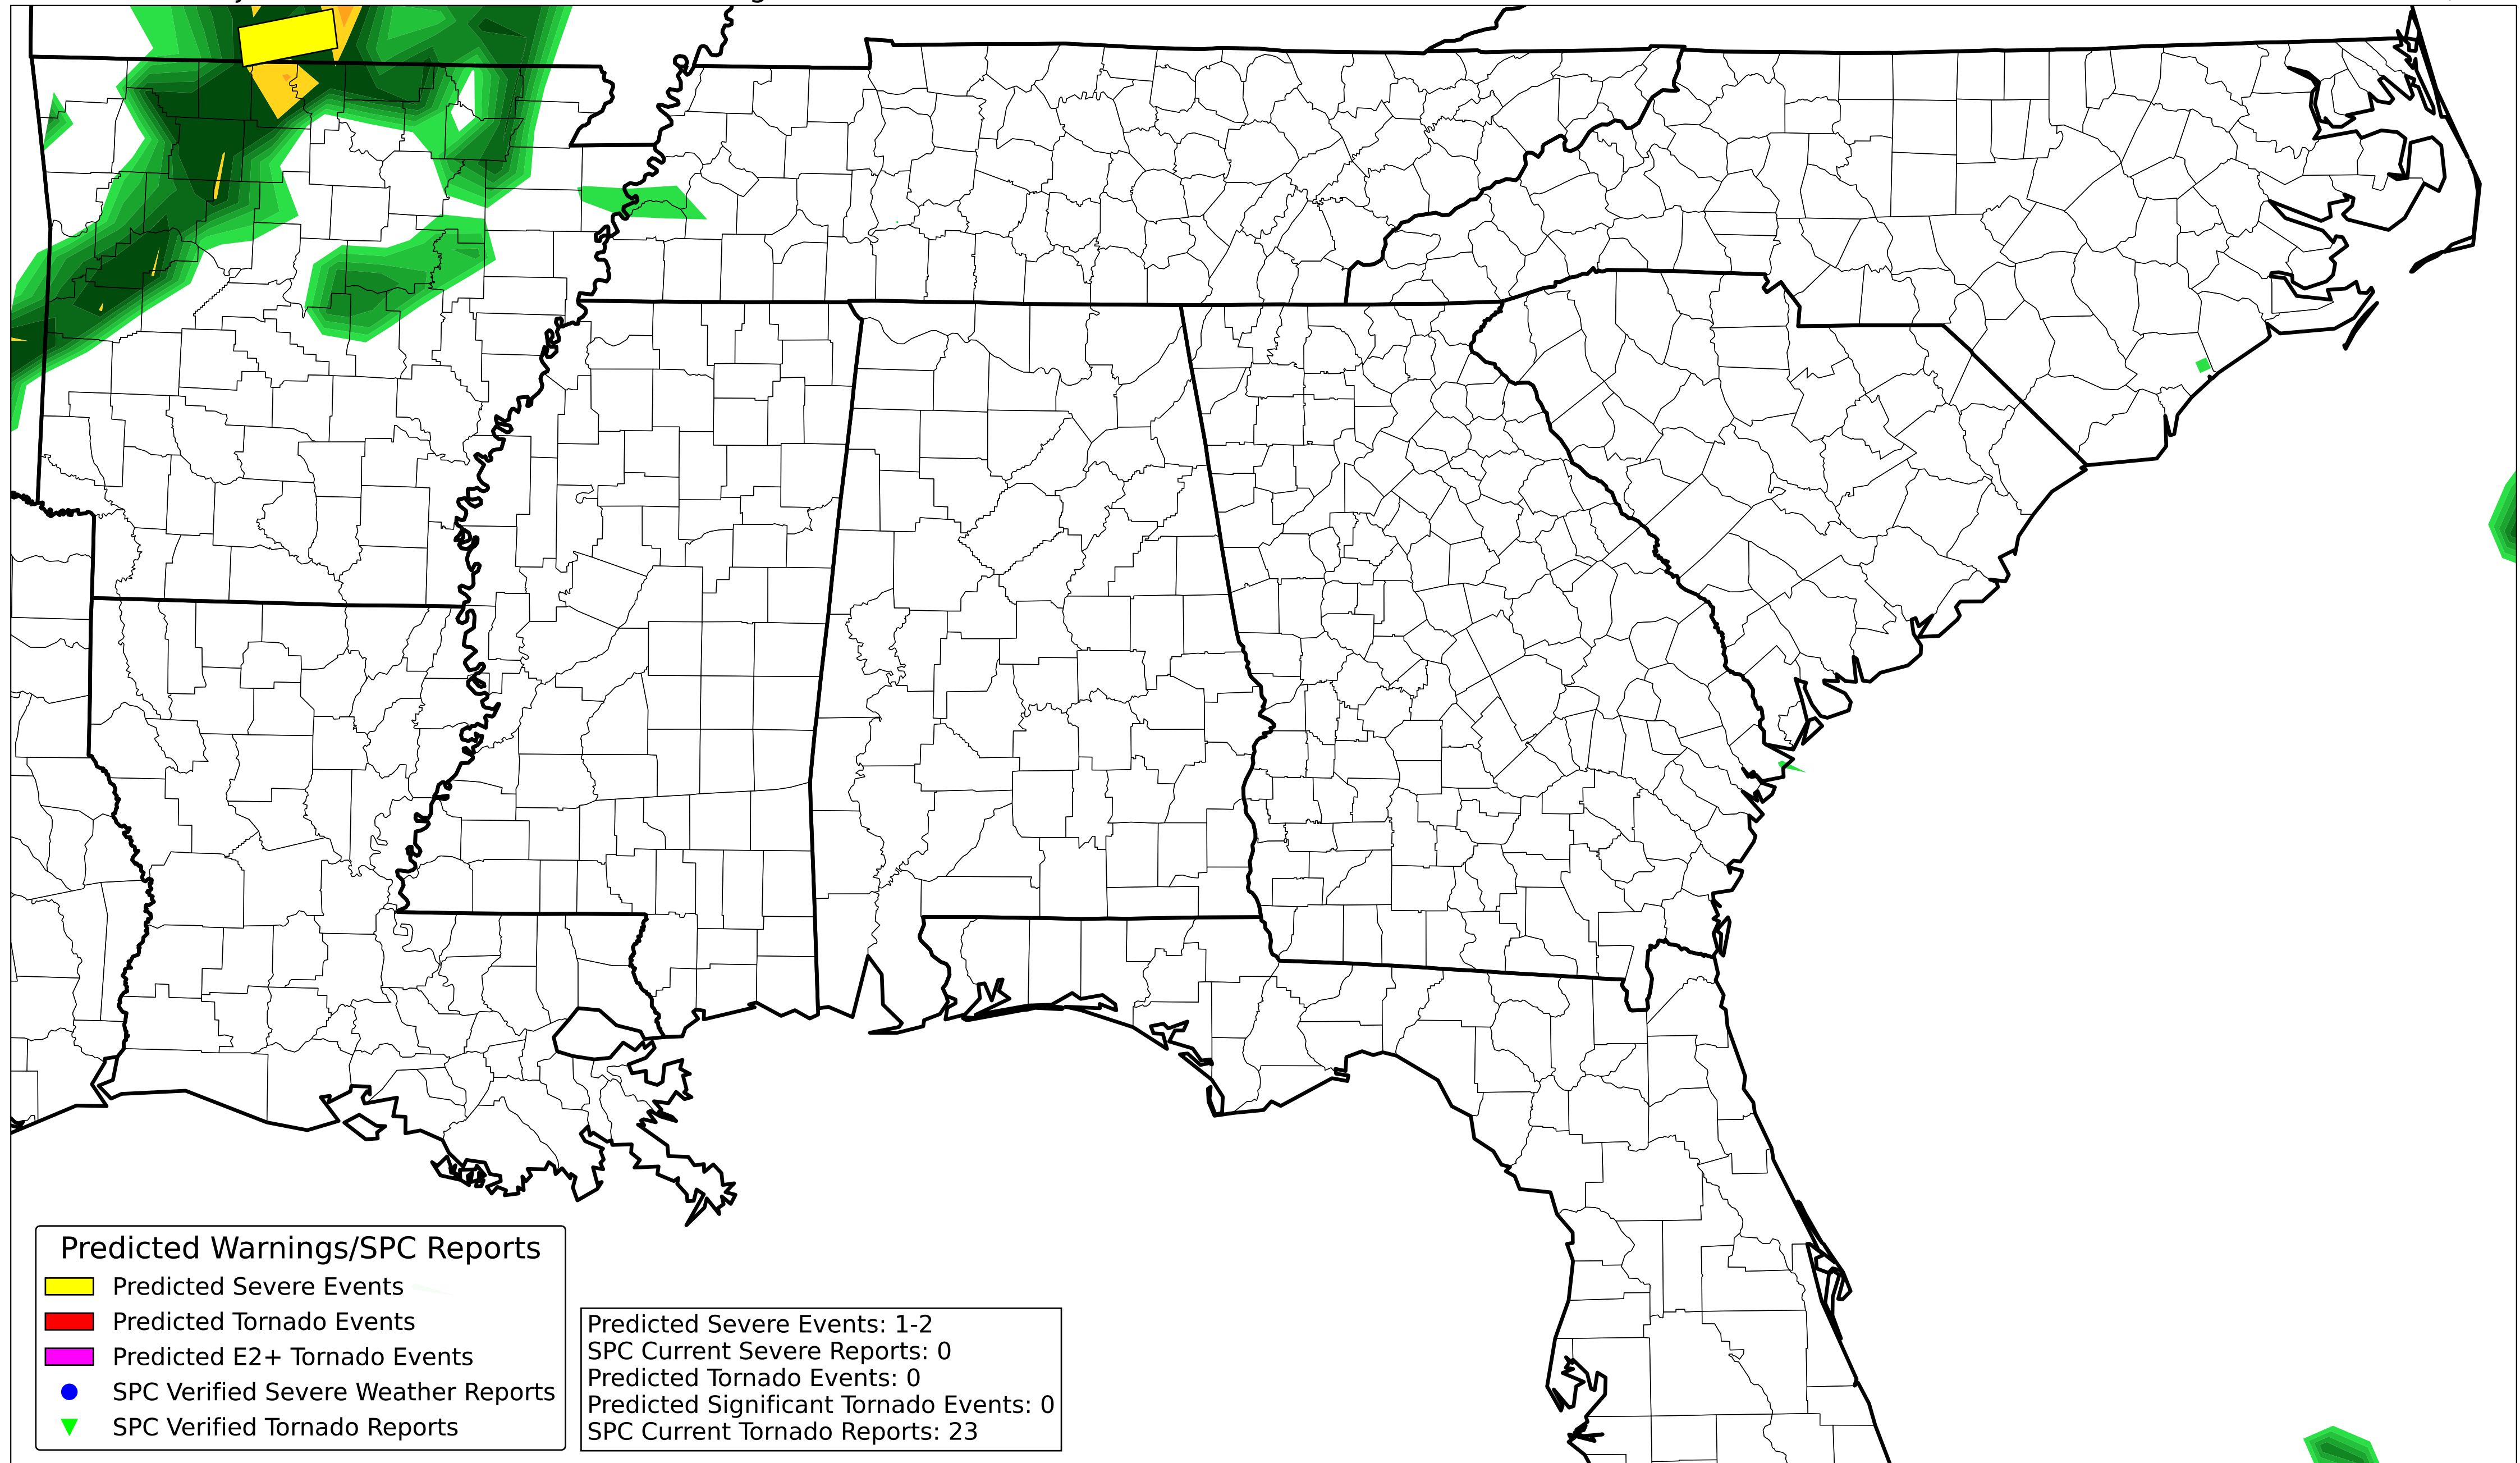 Predicted Warnings/SPC Reports
Predicted Severe Events
Predicted Tornado Events
Predicted E2+ Tornado Events
SPC Verified Severe Weather Reports
SPC Verified Tornado Reports
Predicted Severe Events: 1-2
SPC Current Severe Reports: 0
Predicted Tornado Events: 0
Predicted Significant Tornado Events: 0
SPC Current Tornado Reports: 23